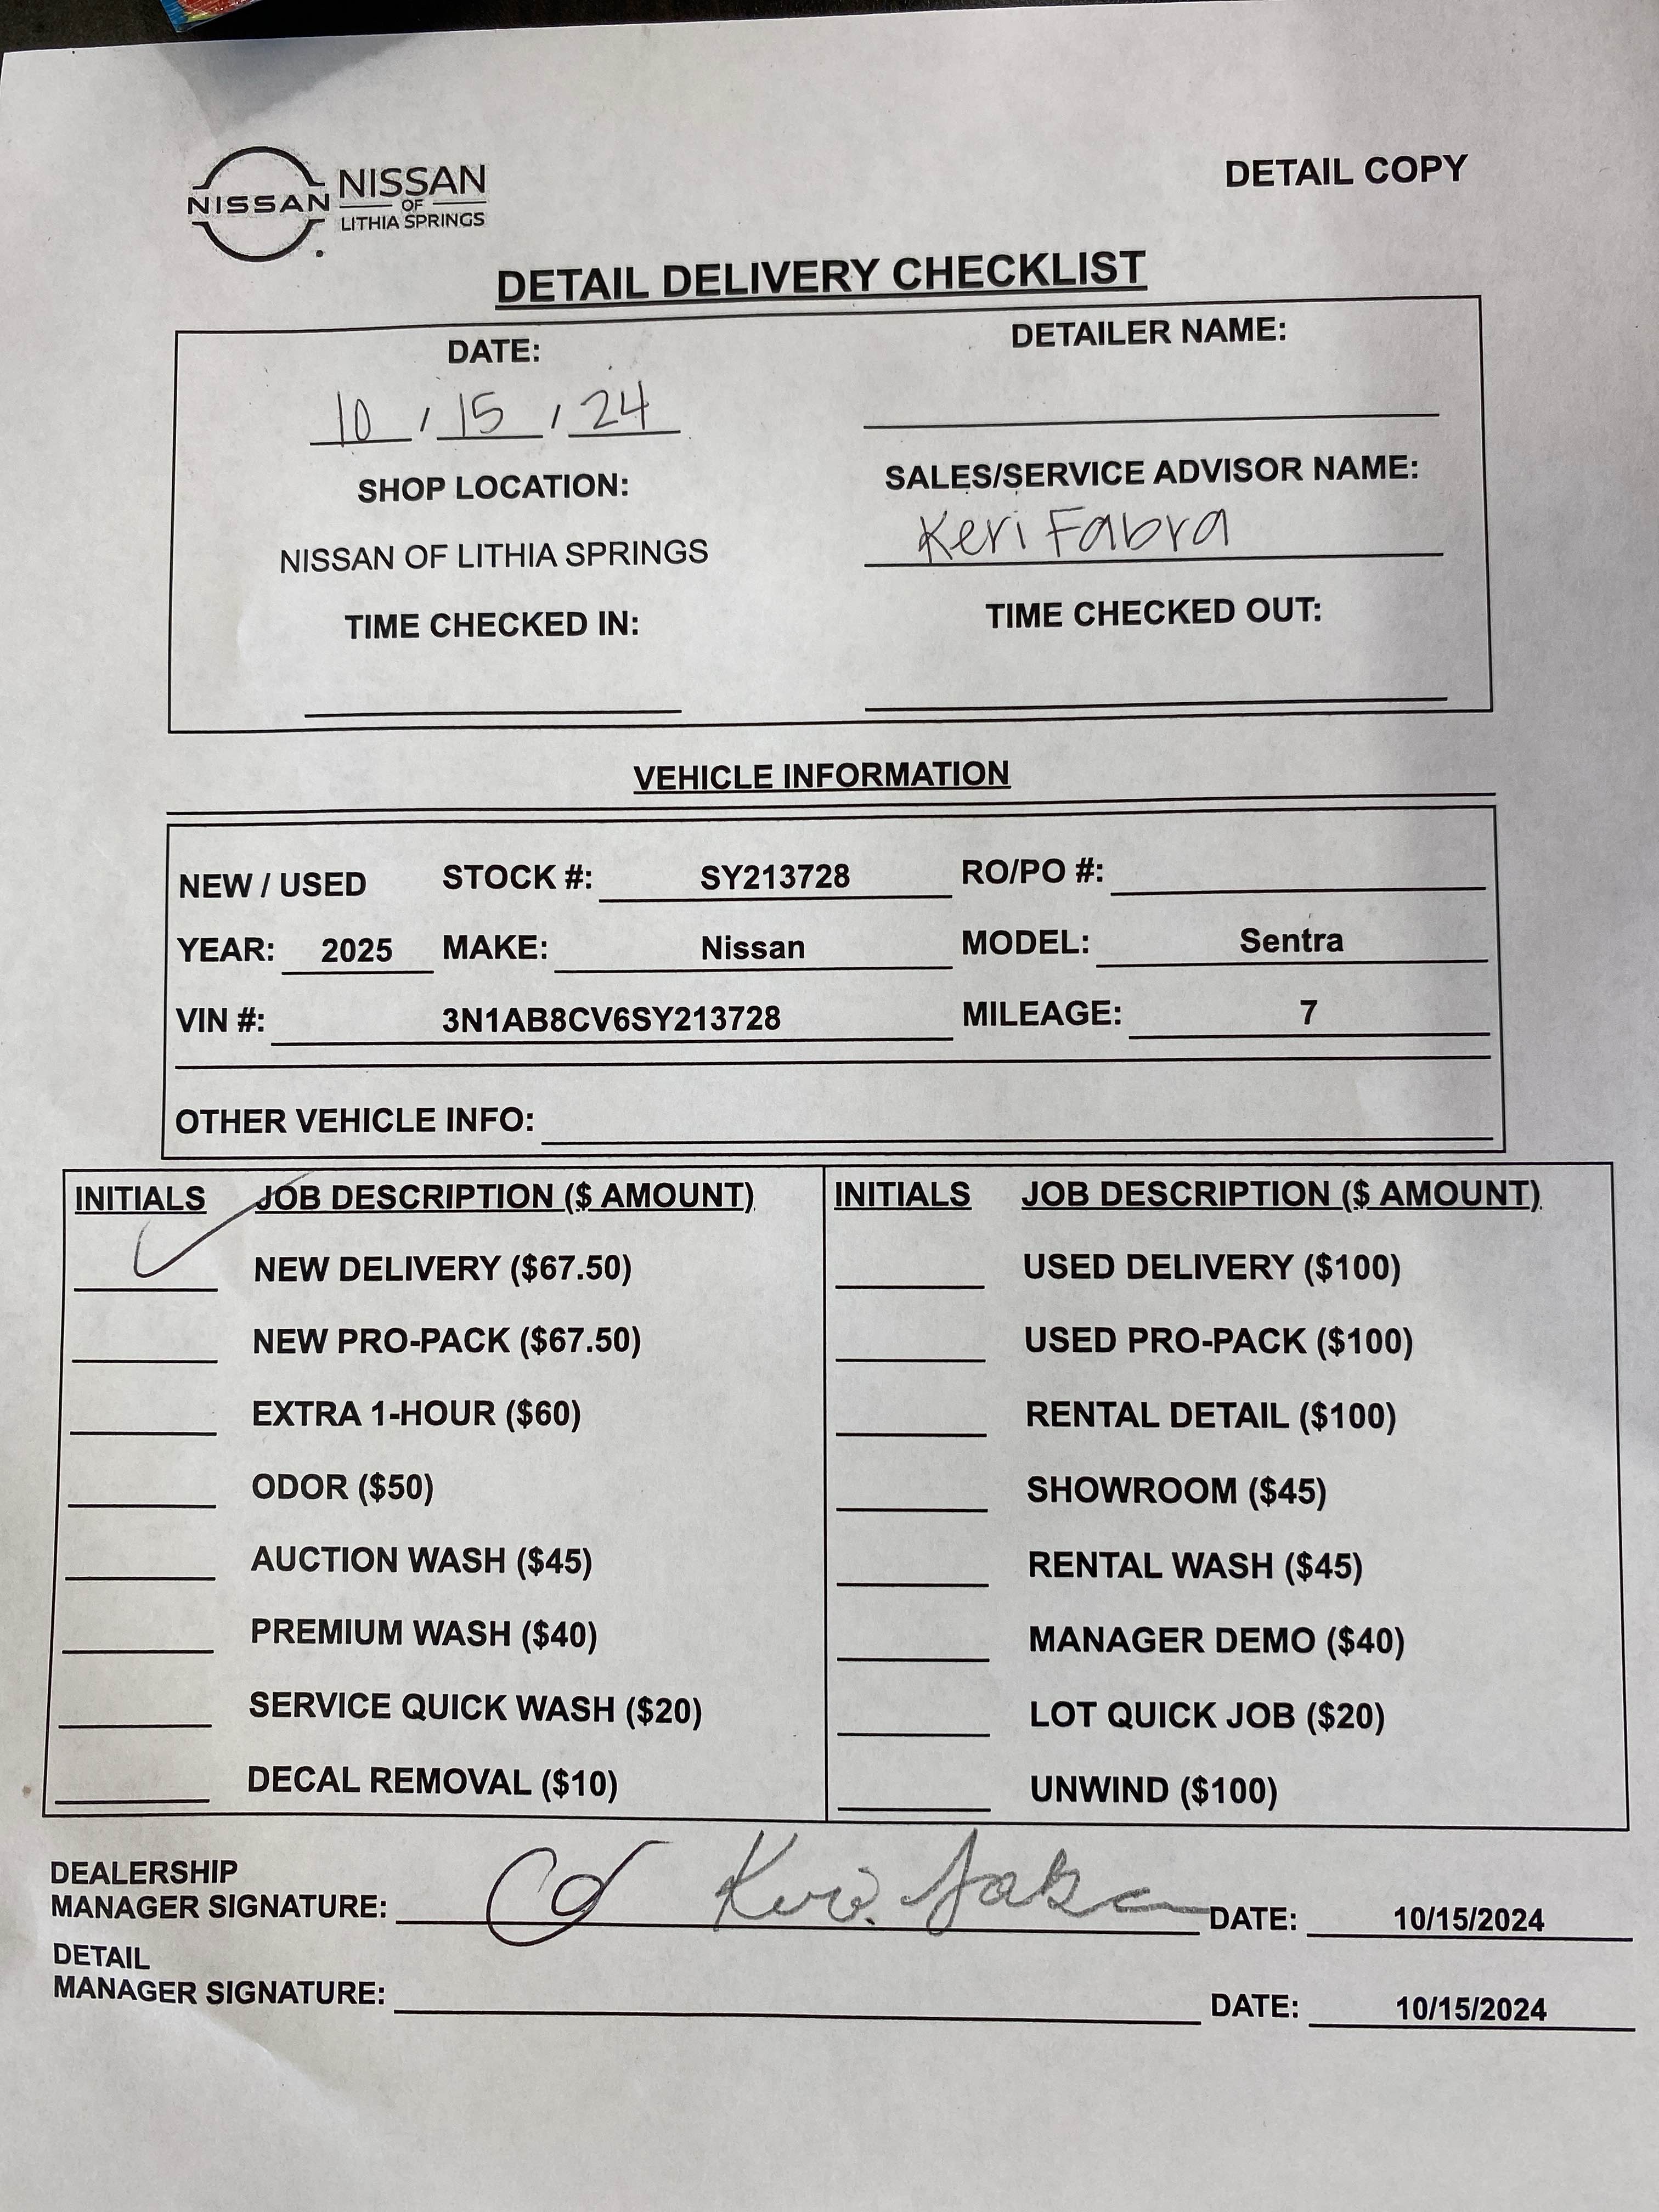 NISSAN NISSAN
OF
LITHIA SPRINGS
DETAIL COPY
DETAIL DELIVERY CHECKLIST
DATE:
10 / 15 / 24
DETAILER NAME:
SHOP LOCATION:
NISSAN OF LITHIA SPRINGS
SALES/SERVICE ADVISOR NAME:
Keri Fabra
TIME CHECKED IN:
TIME CHECKED OUT:
VEHICLE INFORMATION
NEW / USED STOCK #: SY213728 RO/PO #:
YEAR: 2025 MAKE: Nissan MODEL: Sentra
VIN #: 3N1AB8CV6SY213728 MILEAGE: 7
OTHER VEHICLE INFO:
INITIALS JOB DESCRIPTION ($ AMOUNT)
NEW DELIVERY ($67.50)
NEW PRO-PACK ($67.50)
EXTRA 1-HOUR ($60)
ODOR ($50)
AUCTION WASH ($45)
PREMIUM WASH ($40)
SERVICE QUICK WASH ($20)
DECAL REMOVAL ($10)
INITIALS JOB DESCRIPTION ($ AMOUNT)
USED DELIVERY ($100)
USED PRO-PACK ($100)
RENTAL DETAIL ($100)
SHOWROOM ($45)
RENTAL WASH ($45)
MANAGER DEMO ($40)
LOT QUICK JOB ($20)
UNWIND ($100)
DEALERSHIP
MANAGER SIGNATURE: Keri Fabra DATE: 10/15/2024
DETAIL
MANAGER SIGNATURE: DATE: 10/15/2024